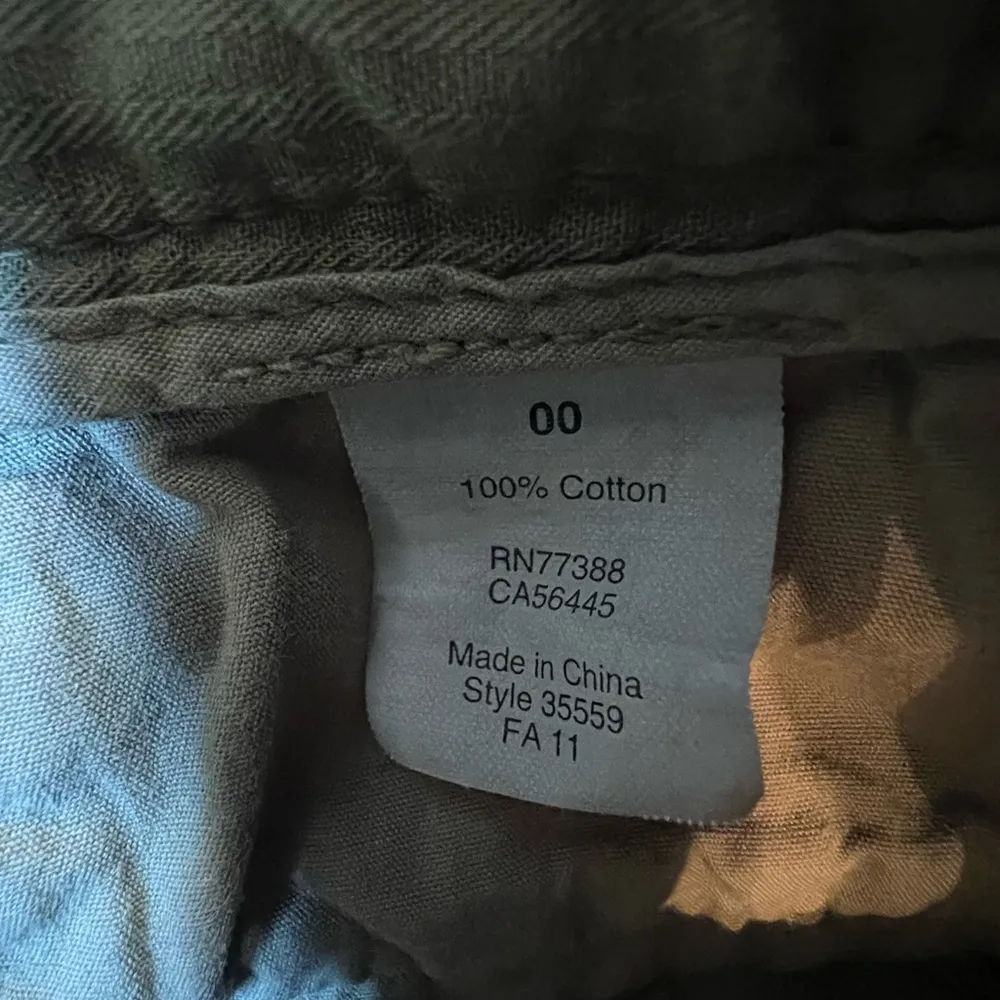 00
100% Cotton
RN77388
CA56445
Made in China
Style 35559
FA 11